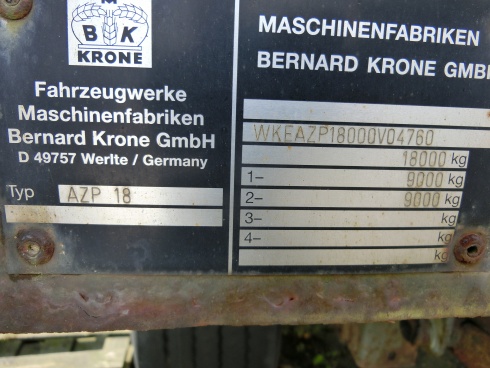 M
B K
KRONE
Fahrzeugwerke
Maschinenfabriken
Bernard Krone GmbH
D 49757 Werlte / Germany
Typ AZP 18
MASCHINENFABRIKEN
BERNARD KRONE GMBH
WKEAZP18000V04760
18000 kg
1– 9000 kg
2– 9000 kg
3– kg
4– kg
kg